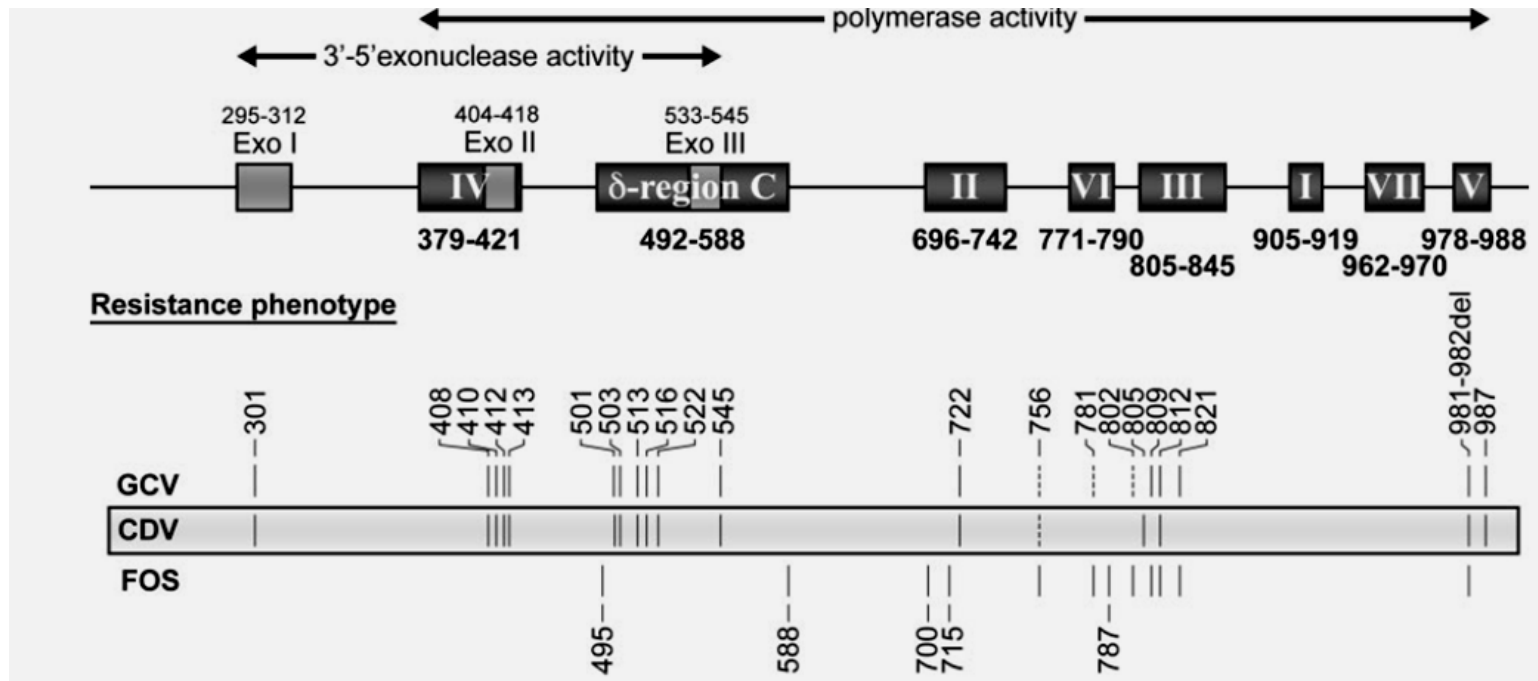 polymerase activity
3'-5'exonuclease activity
295-312 404-418 533-545
Exo I Exo II Exo III
IV δ-region C II VI III I VII V
379-421 492-588 696-742 771-790 905-919 978-988
805-845 962-970
Resistance phenotype
301 408 410 412 413 501 503 513 516 522 545 722 756 781 802 805 809 812 821 981-982del 987
GCV
CDV
FOS
495 588 700 715 787